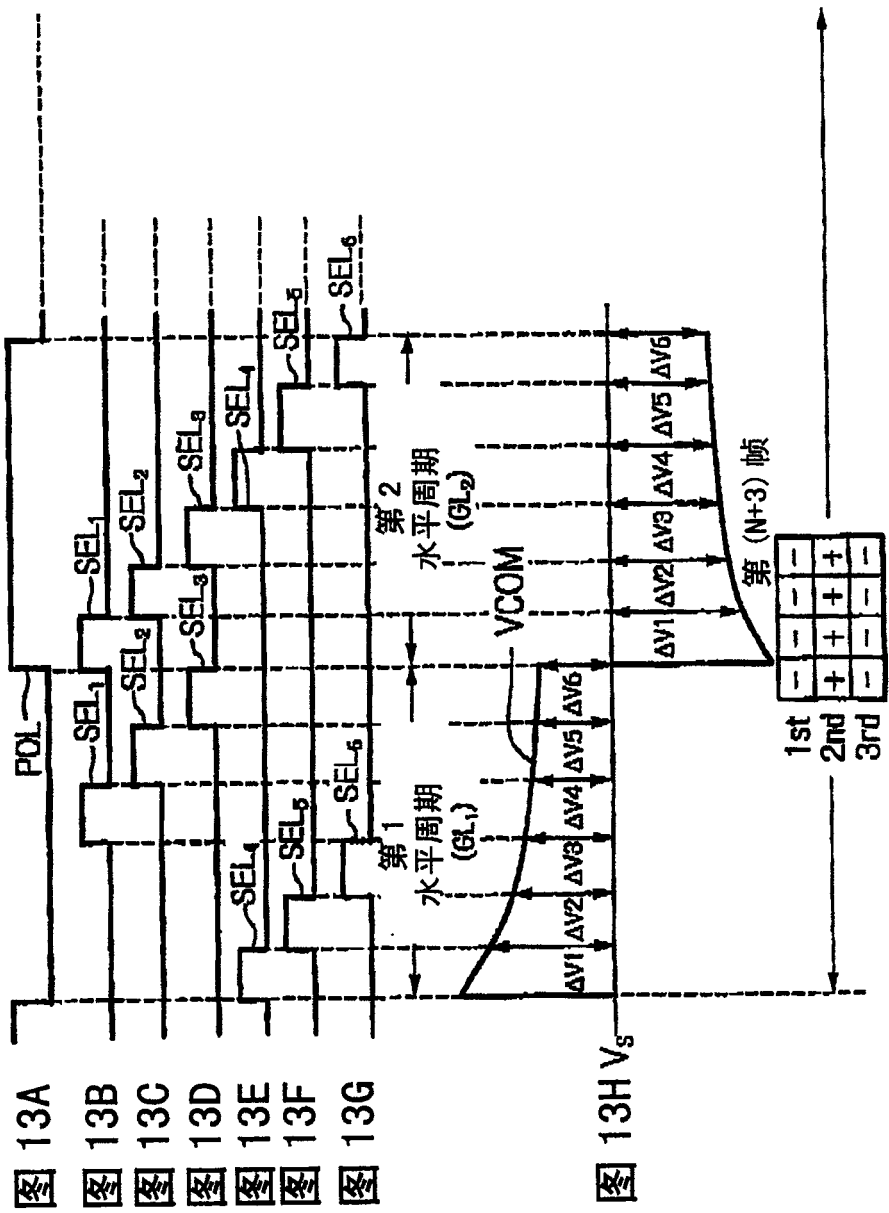 图 13A POL
图 13B SEL₁ SEL₁
图 13C SEL₂ SEL₂
图 13D SEL₃ SEL₃
图 13E SEL₄ SEL₄
图 13F SEL₅ SEL₅
图 13G SEL₆ SEL₆
第 1
水平周期
(GL₁)
第 2
水平周期
(GL₂)
VCOM
ΔV1 ΔV2 ΔV3 ΔV4 ΔV5 ΔV6
图 13H Vs
ΔV1 ΔV2 ΔV3 ΔV4 ΔV5 ΔV6
第 (N+3) 帧
1st − − − −
2nd + + + +
3rd − − − −